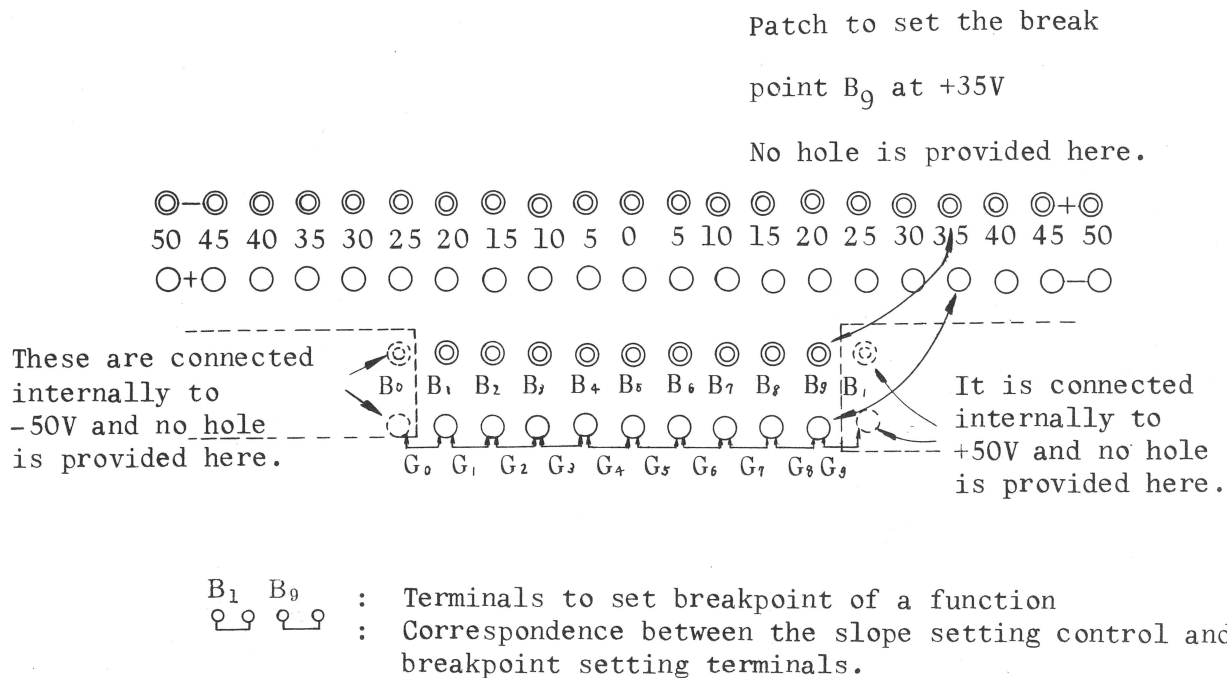 Patch to set the break
point B9 at +35V
No hole is provided here.
− +
50 45 40 35 30 25 20 15 10 5 0 5 10 15 20 25 30 35 40 45 50
+ −
These are connected
internally to
-50V and no hole
is provided here.
B0 B1 B2 B3 B4 B5 B6 B7 B8 B9 B1
It is connected
internally to
+50V and no hole
is provided here.
G0 G1 G2 G3 G4 G5 G6 G7 G8 G9
B1 B9
: Terminals to set breakpoint of a function
: Correspondence between the slope setting control and
breakpoint setting terminals.